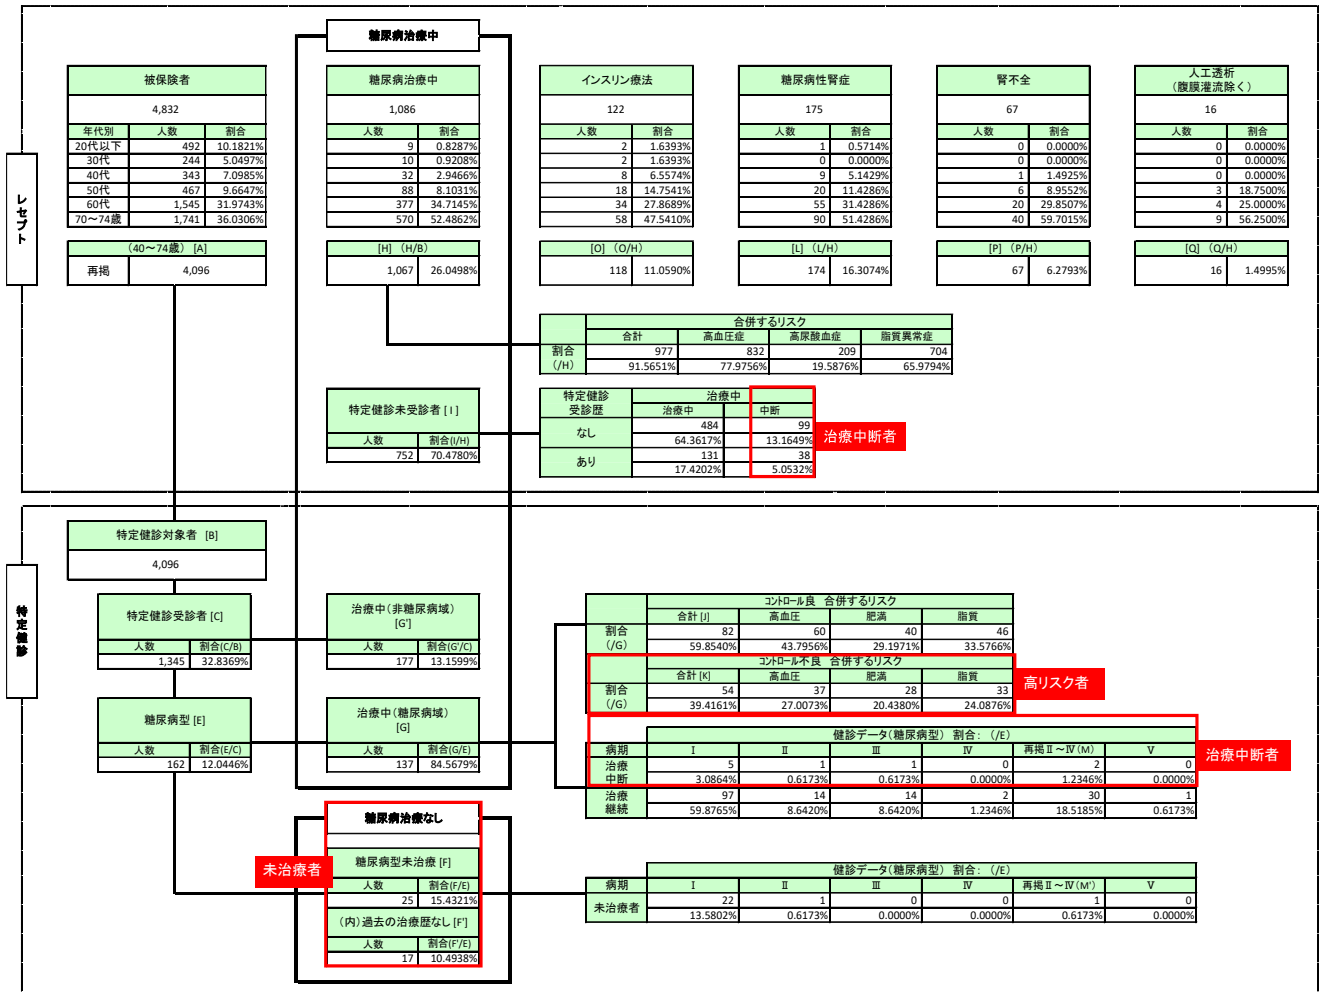 糖尿病治療中
被保険者
4,832
年代別 人数 割合
20代以下 492 10.1821%
30代 244 5.0497%
40代 343 7.0985%
50代 467 9.6647%
60代 1,545 31.9743%
70～74歳 1,741 36.0306%
(40～74歳) [A]
再掲 4,096
糖尿病治療中
1,086
人数 割合
9 0.8287%
10 0.9208%
32 2.9466%
88 8.1031%
377 34.7145%
570 52.4862%
[H] (H/B)
1,067 26.0498%
インスリン療法
122
人数 割合
2 1.6393%
2 1.6393%
8 6.5574%
18 14.7541%
34 27.8689%
58 47.5410%
[O] (O/H)
118 11.0590%
糖尿病性腎症
175
人数 割合
1 0.5714%
0 0.0000%
9 5.1429%
20 11.4286%
55 31.4286%
90 51.4286%
[L] (L/H)
174 16.3074%
腎不全
67
人数 割合
0 0.0000%
0 0.0000%
1 1.4925%
6 8.9552%
20 29.8507%
40 59.7015%
[P] (P/H)
67 6.2793%
人工透析
(腹膜灌流除く)
16
人数 割合
0 0.0000%
0 0.0000%
0 0.0000%
3 18.7500%
4 25.0000%
9 56.2500%
[Q] (Q/H)
16 1.4995%
レセプト
合併するリスク
合計 高血圧症 高尿酸血症 脂質異常症
割合
(/H)
977 832 209 704
91.5651% 77.9756% 19.5876% 65.9794%
特定健診未受診者 [ I ]
人数 割合(I/H)
752 70.4780%
特定健診
受診歴
治療中
治療中 中断
なし
484 99
64.3617% 13.1649%
あり
131 38
17.4202% 5.0532%
治療中断者
特定健診
特定健診対象者 [B]
4,096
特定健診受診者 [C]
人数 割合(C/B)
1,345 32.8369%
治療中(非糖尿病域)
[G']
人数 割合(G'/C)
177 13.1599%
糖尿病型 [E]
人数 割合(E/C)
162 12.0446%
治療中(糖尿病域)
[G]
人数 割合(G/E)
137 84.5679%
コントロール良 合併するリスク
合計 [J] 高血圧 肥満 脂質
割合
(/G)
82 60 40 46
59.8540% 43.7956% 29.1971% 33.5766%
コントロール不良 合併するリスク
合計 [K] 高血圧 肥満 脂質
割合
(/G)
54 37 28 33
39.4161% 27.0073% 20.4380% 24.0876%
高リスク者
健診データ(糖尿病型) 割合: (/E)
病期 Ⅰ Ⅱ Ⅲ Ⅳ 再掲Ⅱ～Ⅳ(M) Ⅴ
治療
中断
5 1 1 0 2 0
3.0864% 0.6173% 0.6173% 0.0000% 1.2346% 0.0000%
治療
継続
97 14 14 2 30 1
59.8765% 8.6420% 8.6420% 1.2346% 18.5185% 0.6173%
治療中断者
糖尿病治療なし
未治療者
糖尿病型未治療 [F]
人数 割合(F/E)
25 15.4321%
(内)過去の治療歴なし [F']
人数 割合(F'/E)
17 10.4938%
健診データ(糖尿病型) 割合: (/E)
病期 Ⅰ Ⅱ Ⅲ Ⅳ 再掲Ⅱ～Ⅳ(M') Ⅴ
未治療者
22 1 0 0 1 0
13.5802% 0.6173% 0.0000% 0.0000% 0.6173% 0.0000%